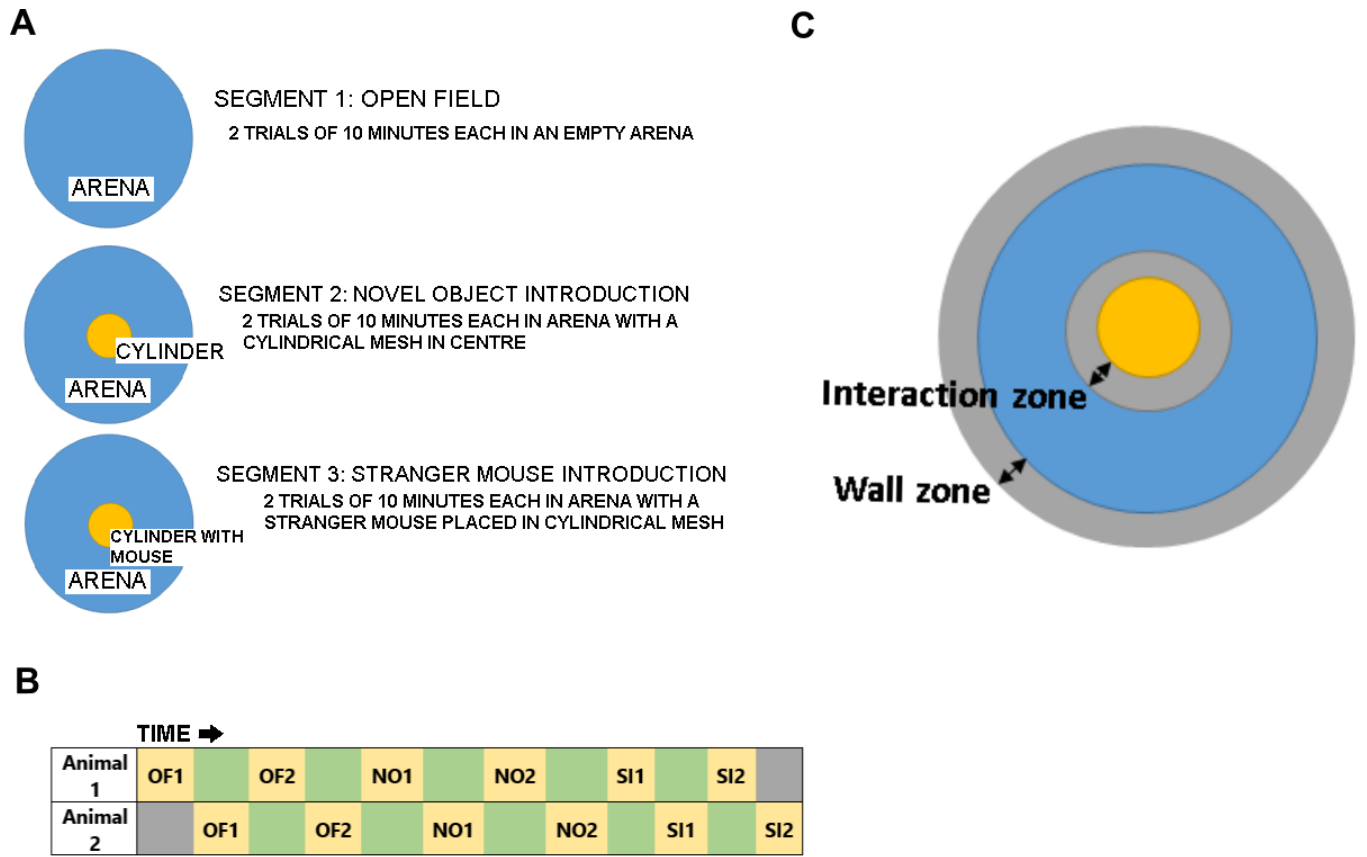 A
SEGMENT 1: OPEN FIELD
2 TRIALS OF 10 MINUTES EACH IN AN EMPTY ARENA
ARENA
SEGMENT 2: NOVEL OBJECT INTRODUCTION
2 TRIALS OF 10 MINUTES EACH IN ARENA WITH A
CYLINDRICAL MESH IN CENTRE
CYLINDER
ARENA
SEGMENT 3: STRANGER MOUSE INTRODUCTION
2 TRIALS OF 10 MINUTES EACH IN ARENA WITH A
STRANGER MOUSE PLACED IN CYLINDRICAL MESH
CYLINDER WITH
MOUSE
ARENA
C
Interaction zone
Wall zone
B
TIME
Animal
1
OF1 OF2 NO1 NO2 SI1 SI2
Animal
2
OF1 OF2 NO1 NO2 SI1 SI2